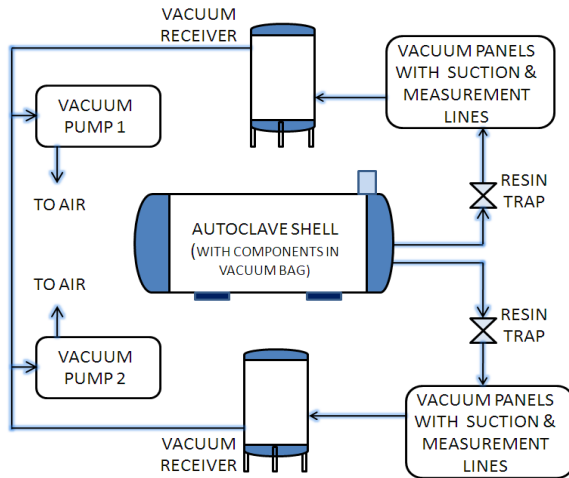 VACUUM
RECEIVER
VACUUM PANELS
WITH SUCTION &
MEASUREMENT
LINES
VACUUM
PUMP 1
TO AIR
RESIN
TRAP
AUTOCLAVE SHELL
(WITH COMPONENTS IN
VACUUM BAG)
TO AIR
RESIN
TRAP
VACUUM
PUMP 2
VACUUM PANELS
WITH SUCTION &
MEASUREMENT
LINES
VACUUM
RECEIVER